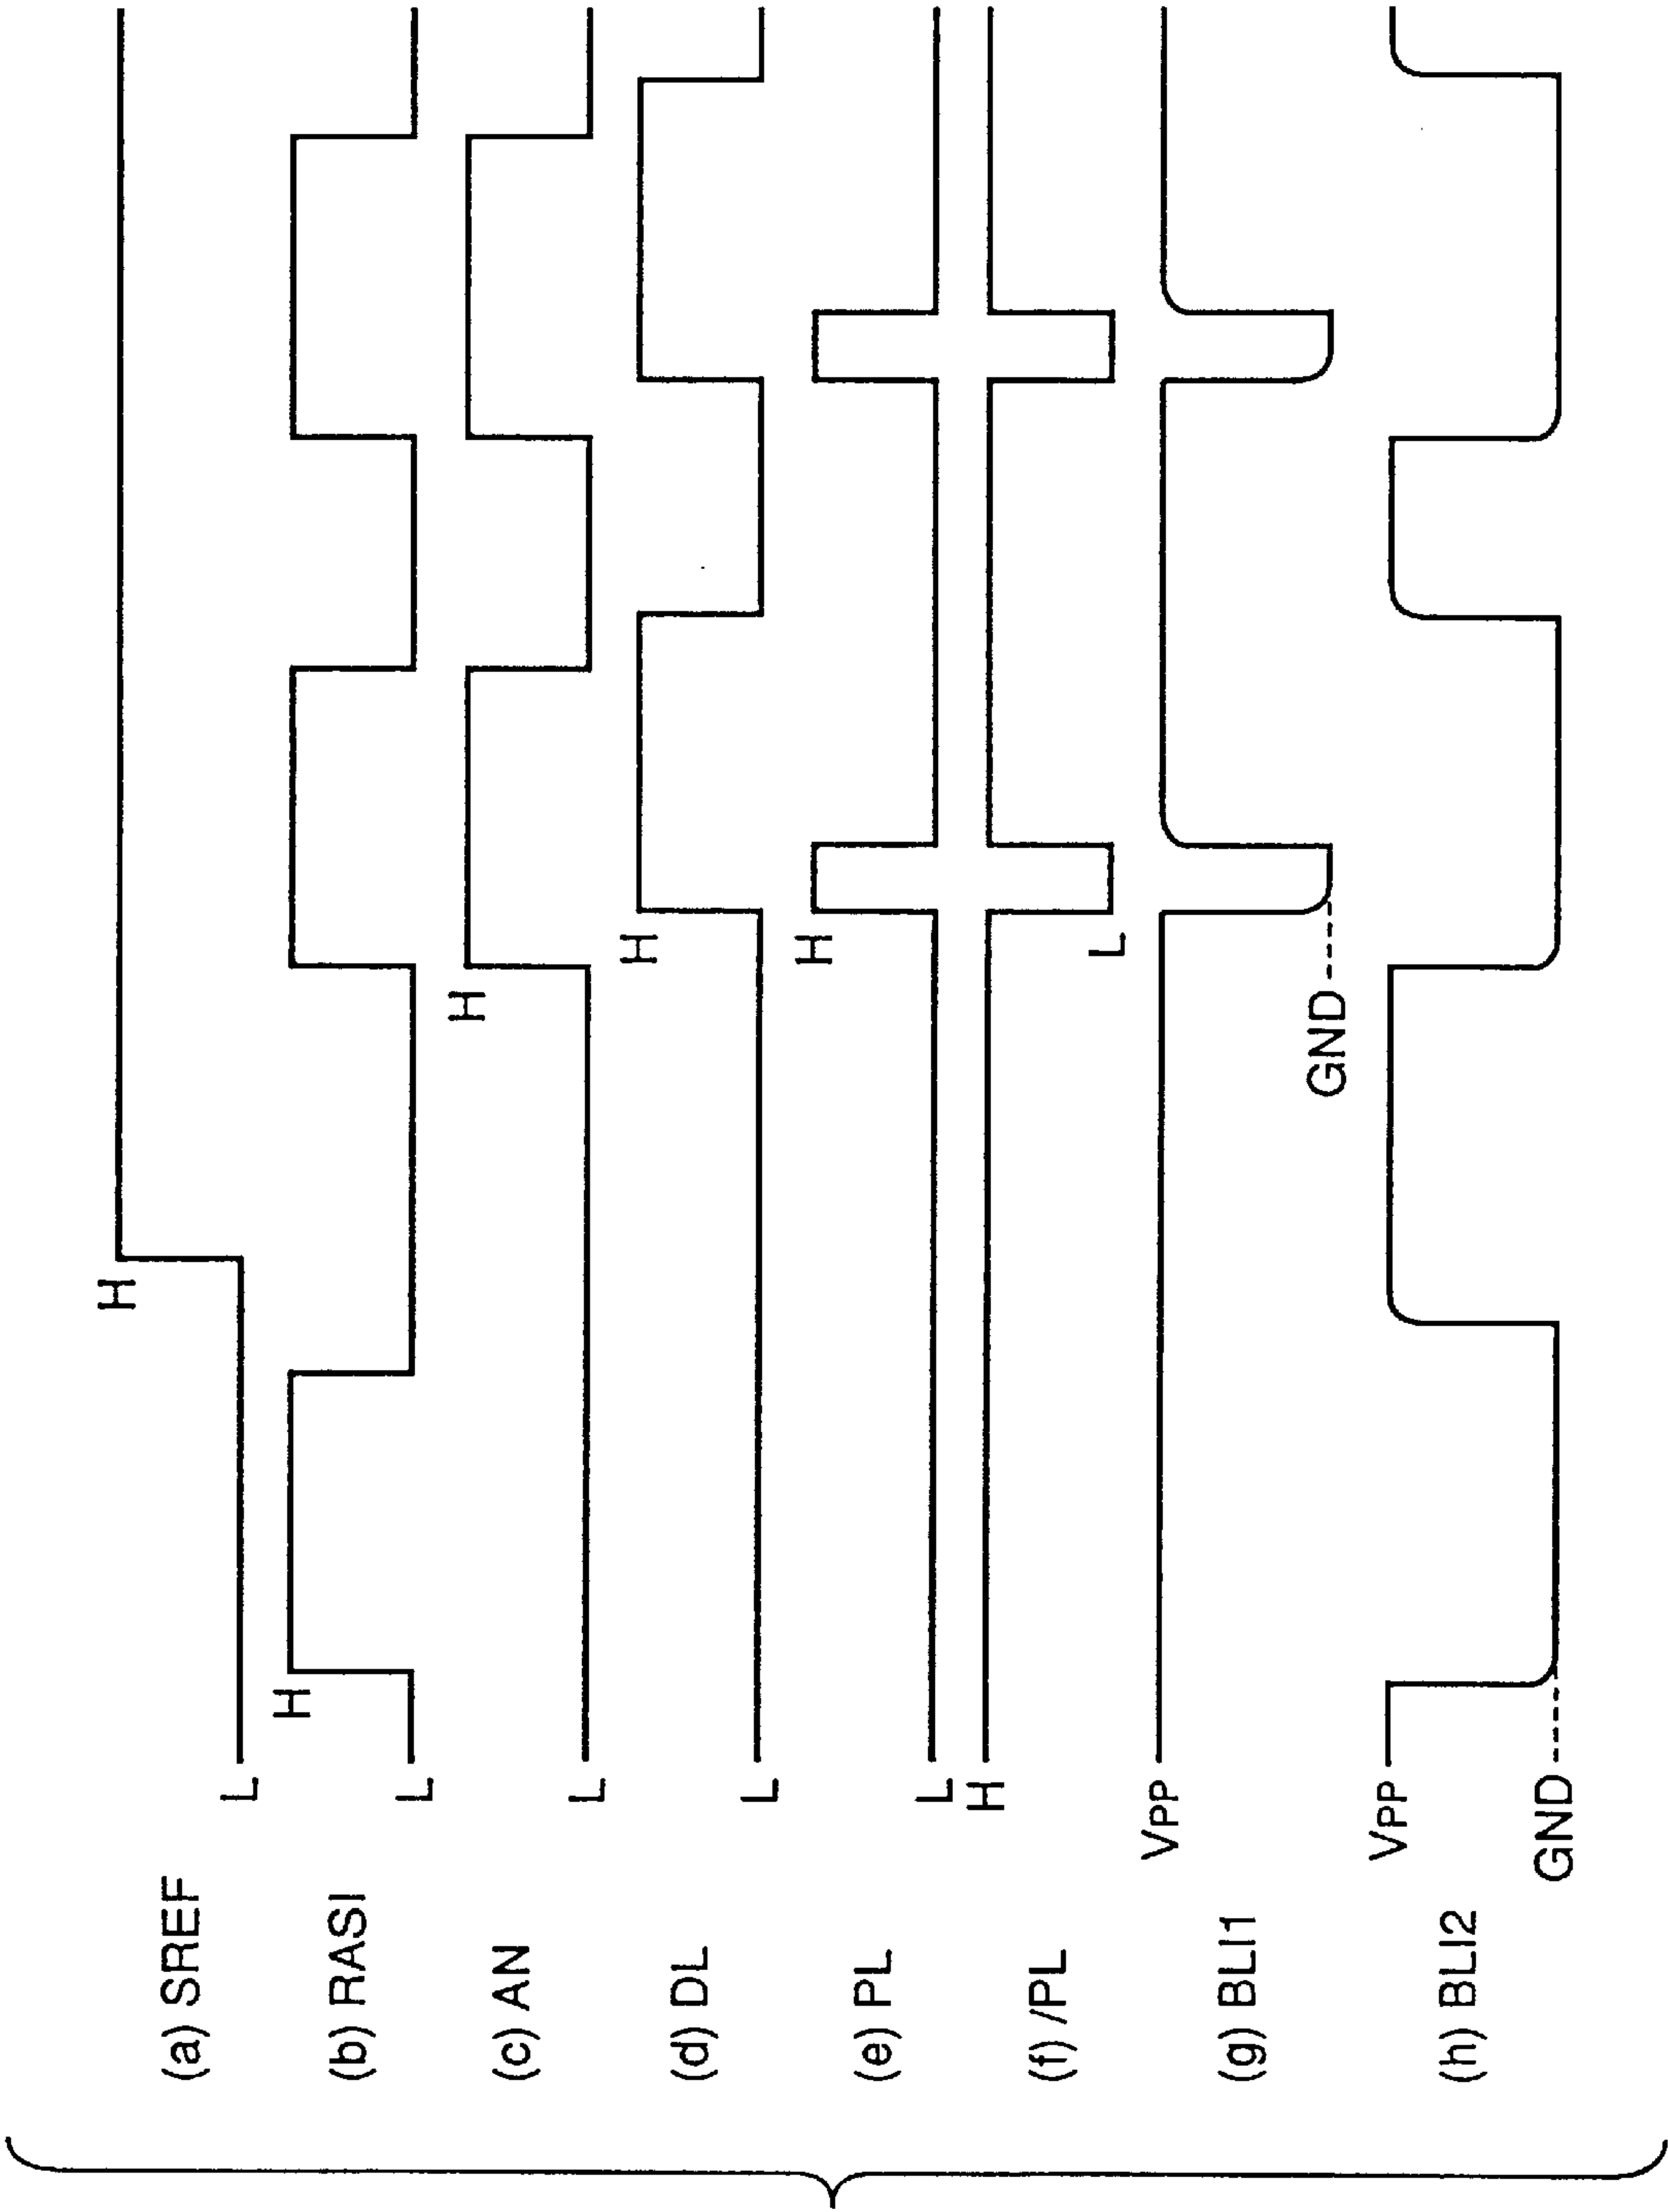 (a) SREF
H
L
(b) RASI
H
L
(c) AN
H
L
(d) DL
H
L
(e) PL
H
L
(f) /PL
H
L
(g) BLI1
VPP
GND
(h) BLI2
VPP
GND